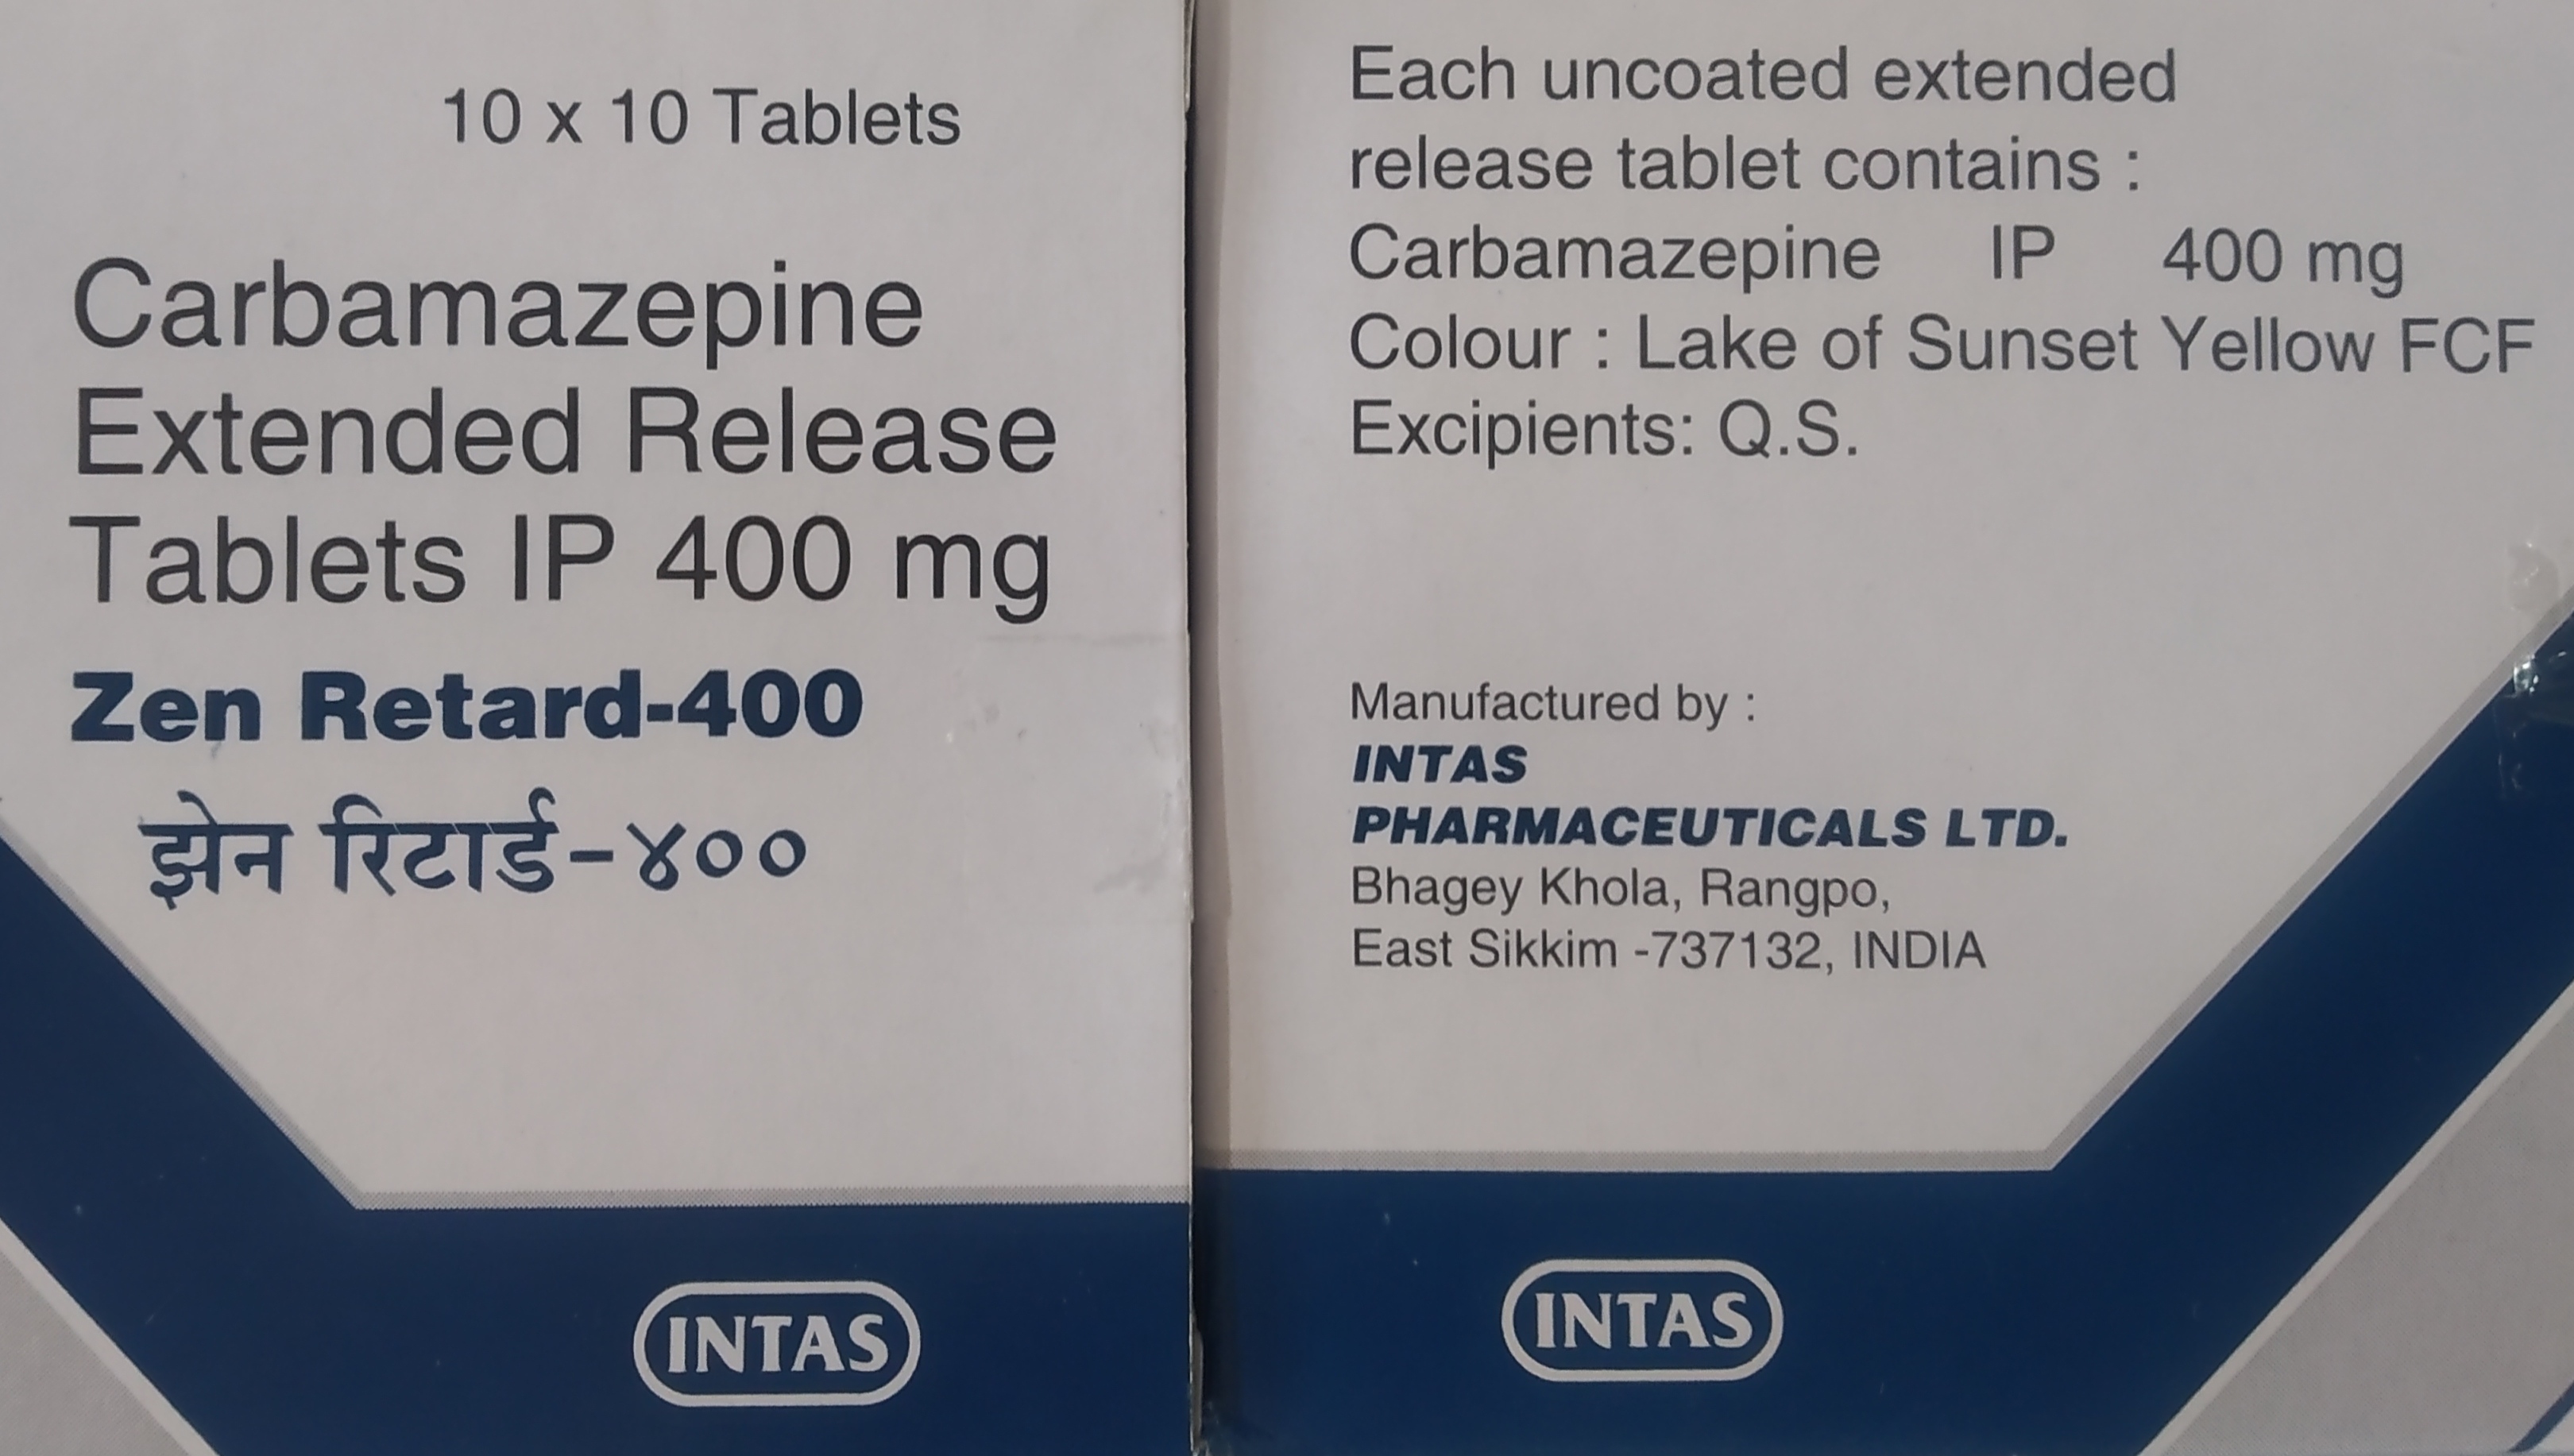 10 x 10 Tablets
Carbamazepine
Extended Release
Tablets IP 400 mg
Zen Retard-400
झेन रिटार्ड-४००
INTAS
Each uncoated extended
release tablet contains :
Carbamazepine IP 400 mg
Colour : Lake of Sunset Yellow FCF
Excipients: Q.S.
Manufactured by :
INTAS
PHARMACEUTICALS LTD.
Bhagey Khola, Rangpo,
East Sikkim -737132, INDIA
INTAS